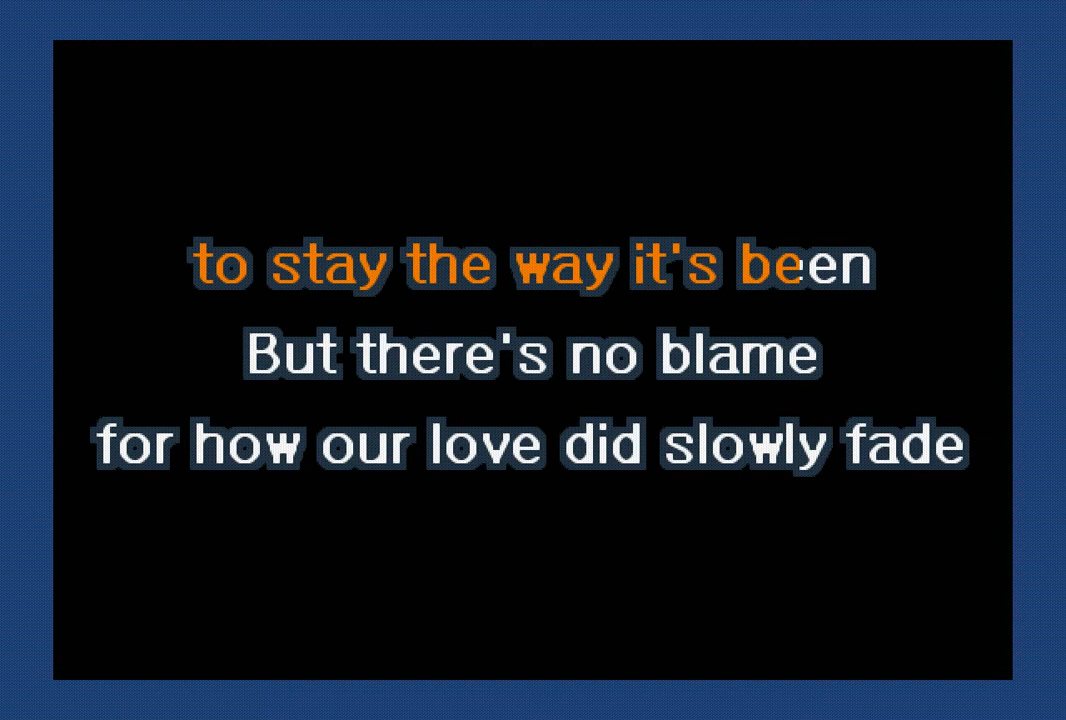 to stay the way it's been
But there's no blame
for how our love did slowly fade